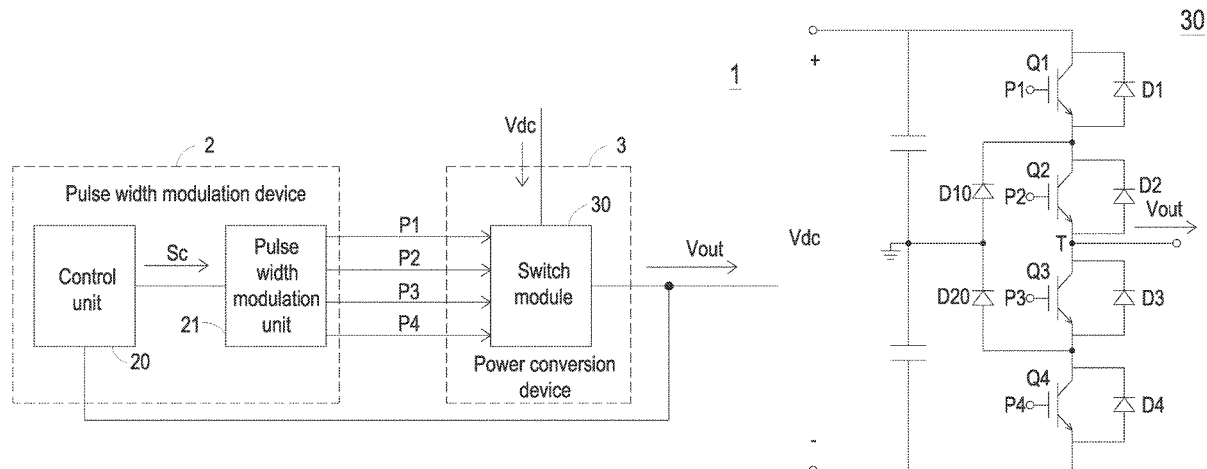 1
Vdc
2
3
Pulse width modulation device
30
Control
unit
Sc
Pulse
width
modulation
unit
P1
P2
P3
P4
Switch
module
Vout
21
20
Power conversion
device
30
+
Q1
P1
D1
Q2
D10
P2
D2
Vout
Vdc
T
Q3
D20
P3
D3
Q4
P4
D4
-